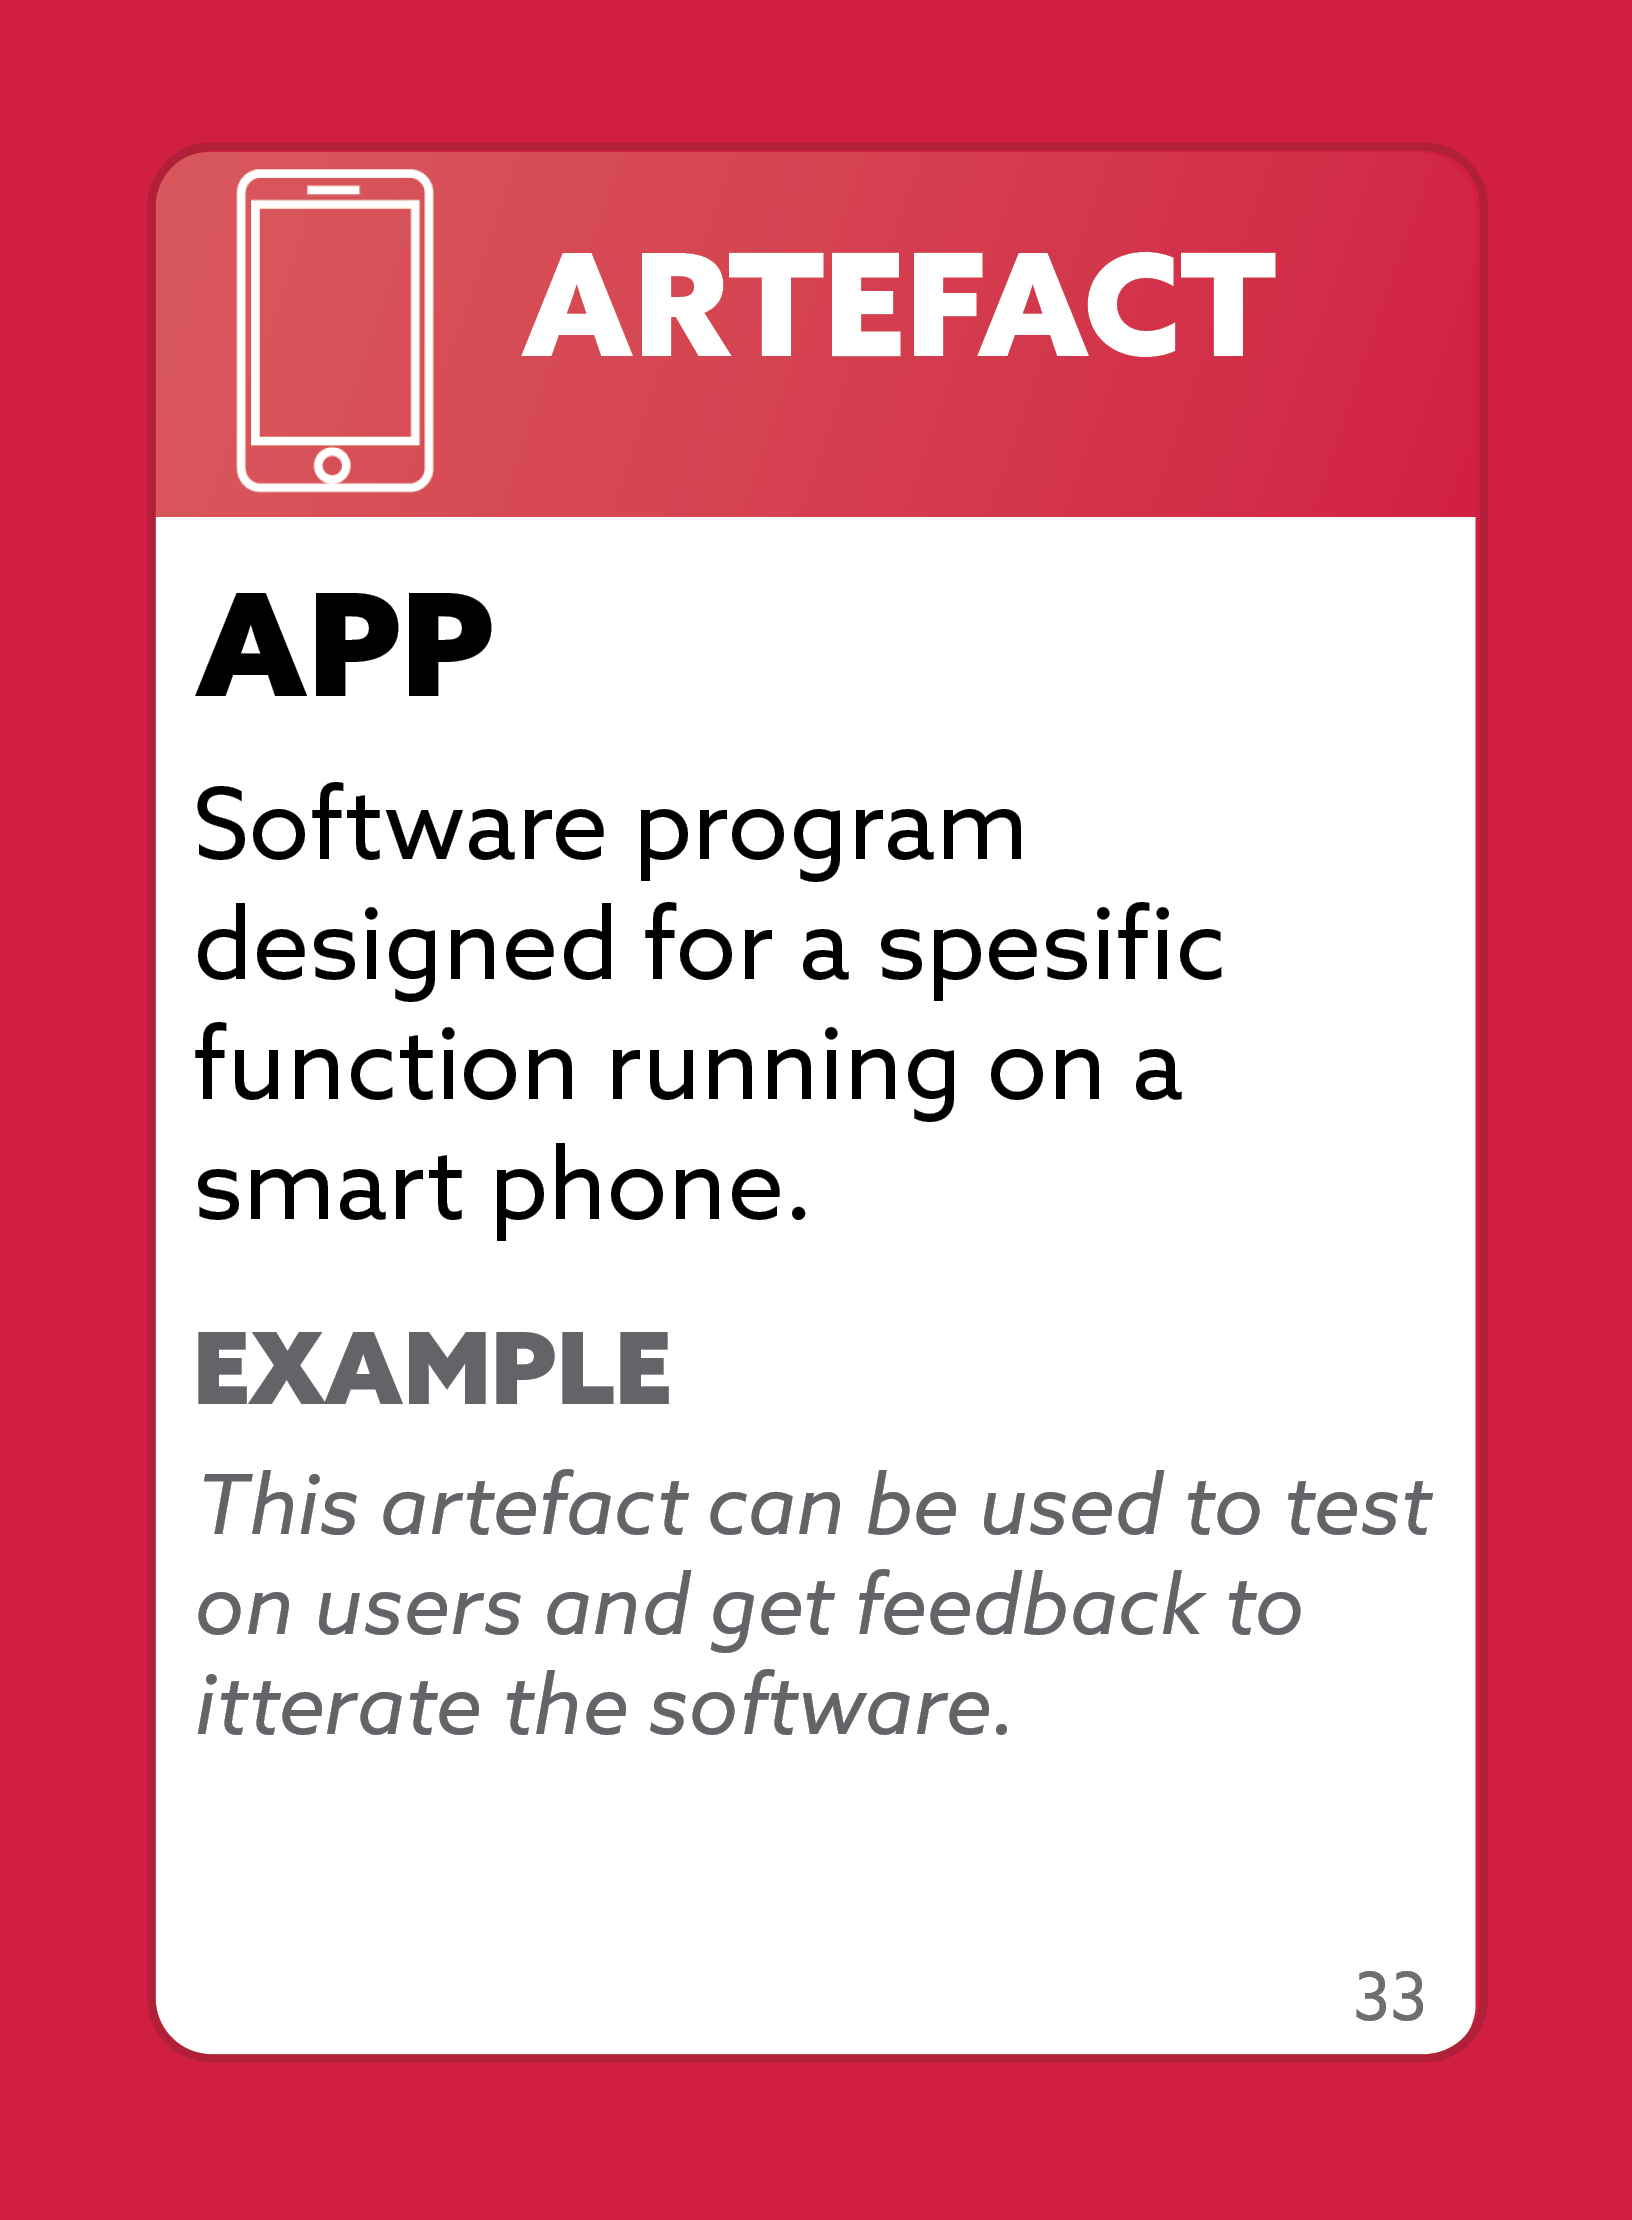 ARTEFACT
APP
Software program
designed for a spesific
function running on a
smart phone.
EXAMPLE
This artefact can be used to test
on users and get feedback to
itterate the software.
33